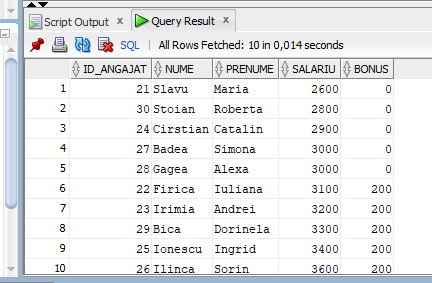 Script Output x Query Result x
SQL | All Rows Fetched: 10 in 0,014 seconds
ID_ANGAJAT NUME PRENUME SALARIU BONUS
1 21 Slavu Maria 2600 0
2 30 Stoian Roberta 2800 0
3 24 Cirstian Catalin 2900 0
4 27 Badea Simona 3000 0
5 28 Gagea Alexa 3000 0
6 22 Firica Iuliana 3100 200
7 23 Irimia Andrei 3200 200
8 29 Bica Dorinela 3300 200
9 25 Ionescu Ingrid 3400 200
10 26 Ilinca Sorin 3600 200